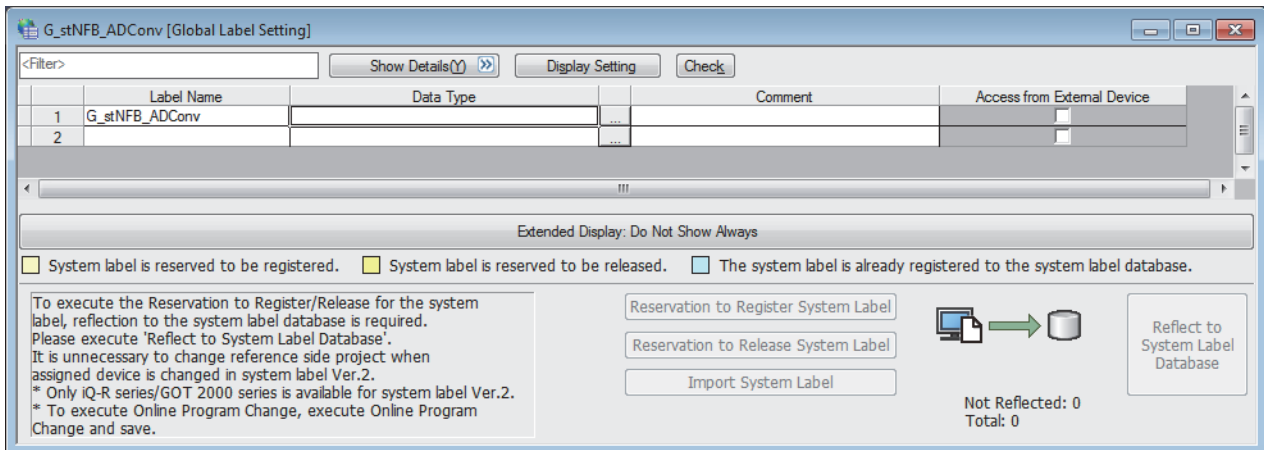 G_stNFB_ADConv [Global Label Setting]
<Filter>
Show Details(Y)
Display Setting
Check
Label Name Data Type Comment Access from External Device
1 G_stNFB_ADConv ...
2 ...
Extended Display: Do Not Show Always
System label is reserved to be registered. System label is reserved to be released. The system label is already registered to the system label database.
To execute the Reservation to Register/Release for the system
label, reflection to the system label database is required.
Please execute 'Reflect to System Label Database'.
It is unnecessary to change reference side project when
assigned device is changed in system label Ver.2.
* Only iQ-R series/GOT 2000 series is available for system label Ver.2.
* To execute Online Program Change, execute Online Program
Change and save.
Reservation to Register System Label
Reservation to Release System Label
Import System Label
Not Reflected: 0
Total: 0
Reflect to
System Label
Database